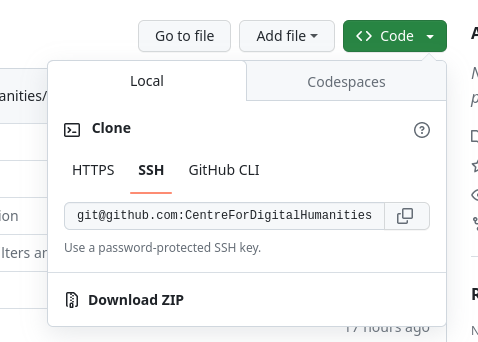 Go to file Add file Code
Local Codespaces
anities/
Clone
HTTPS SSH GitHub CLI
git@github.com:CentreForDigitalHumanities
Use a password-protected SSH key.
Download ZIP
17 hours ago